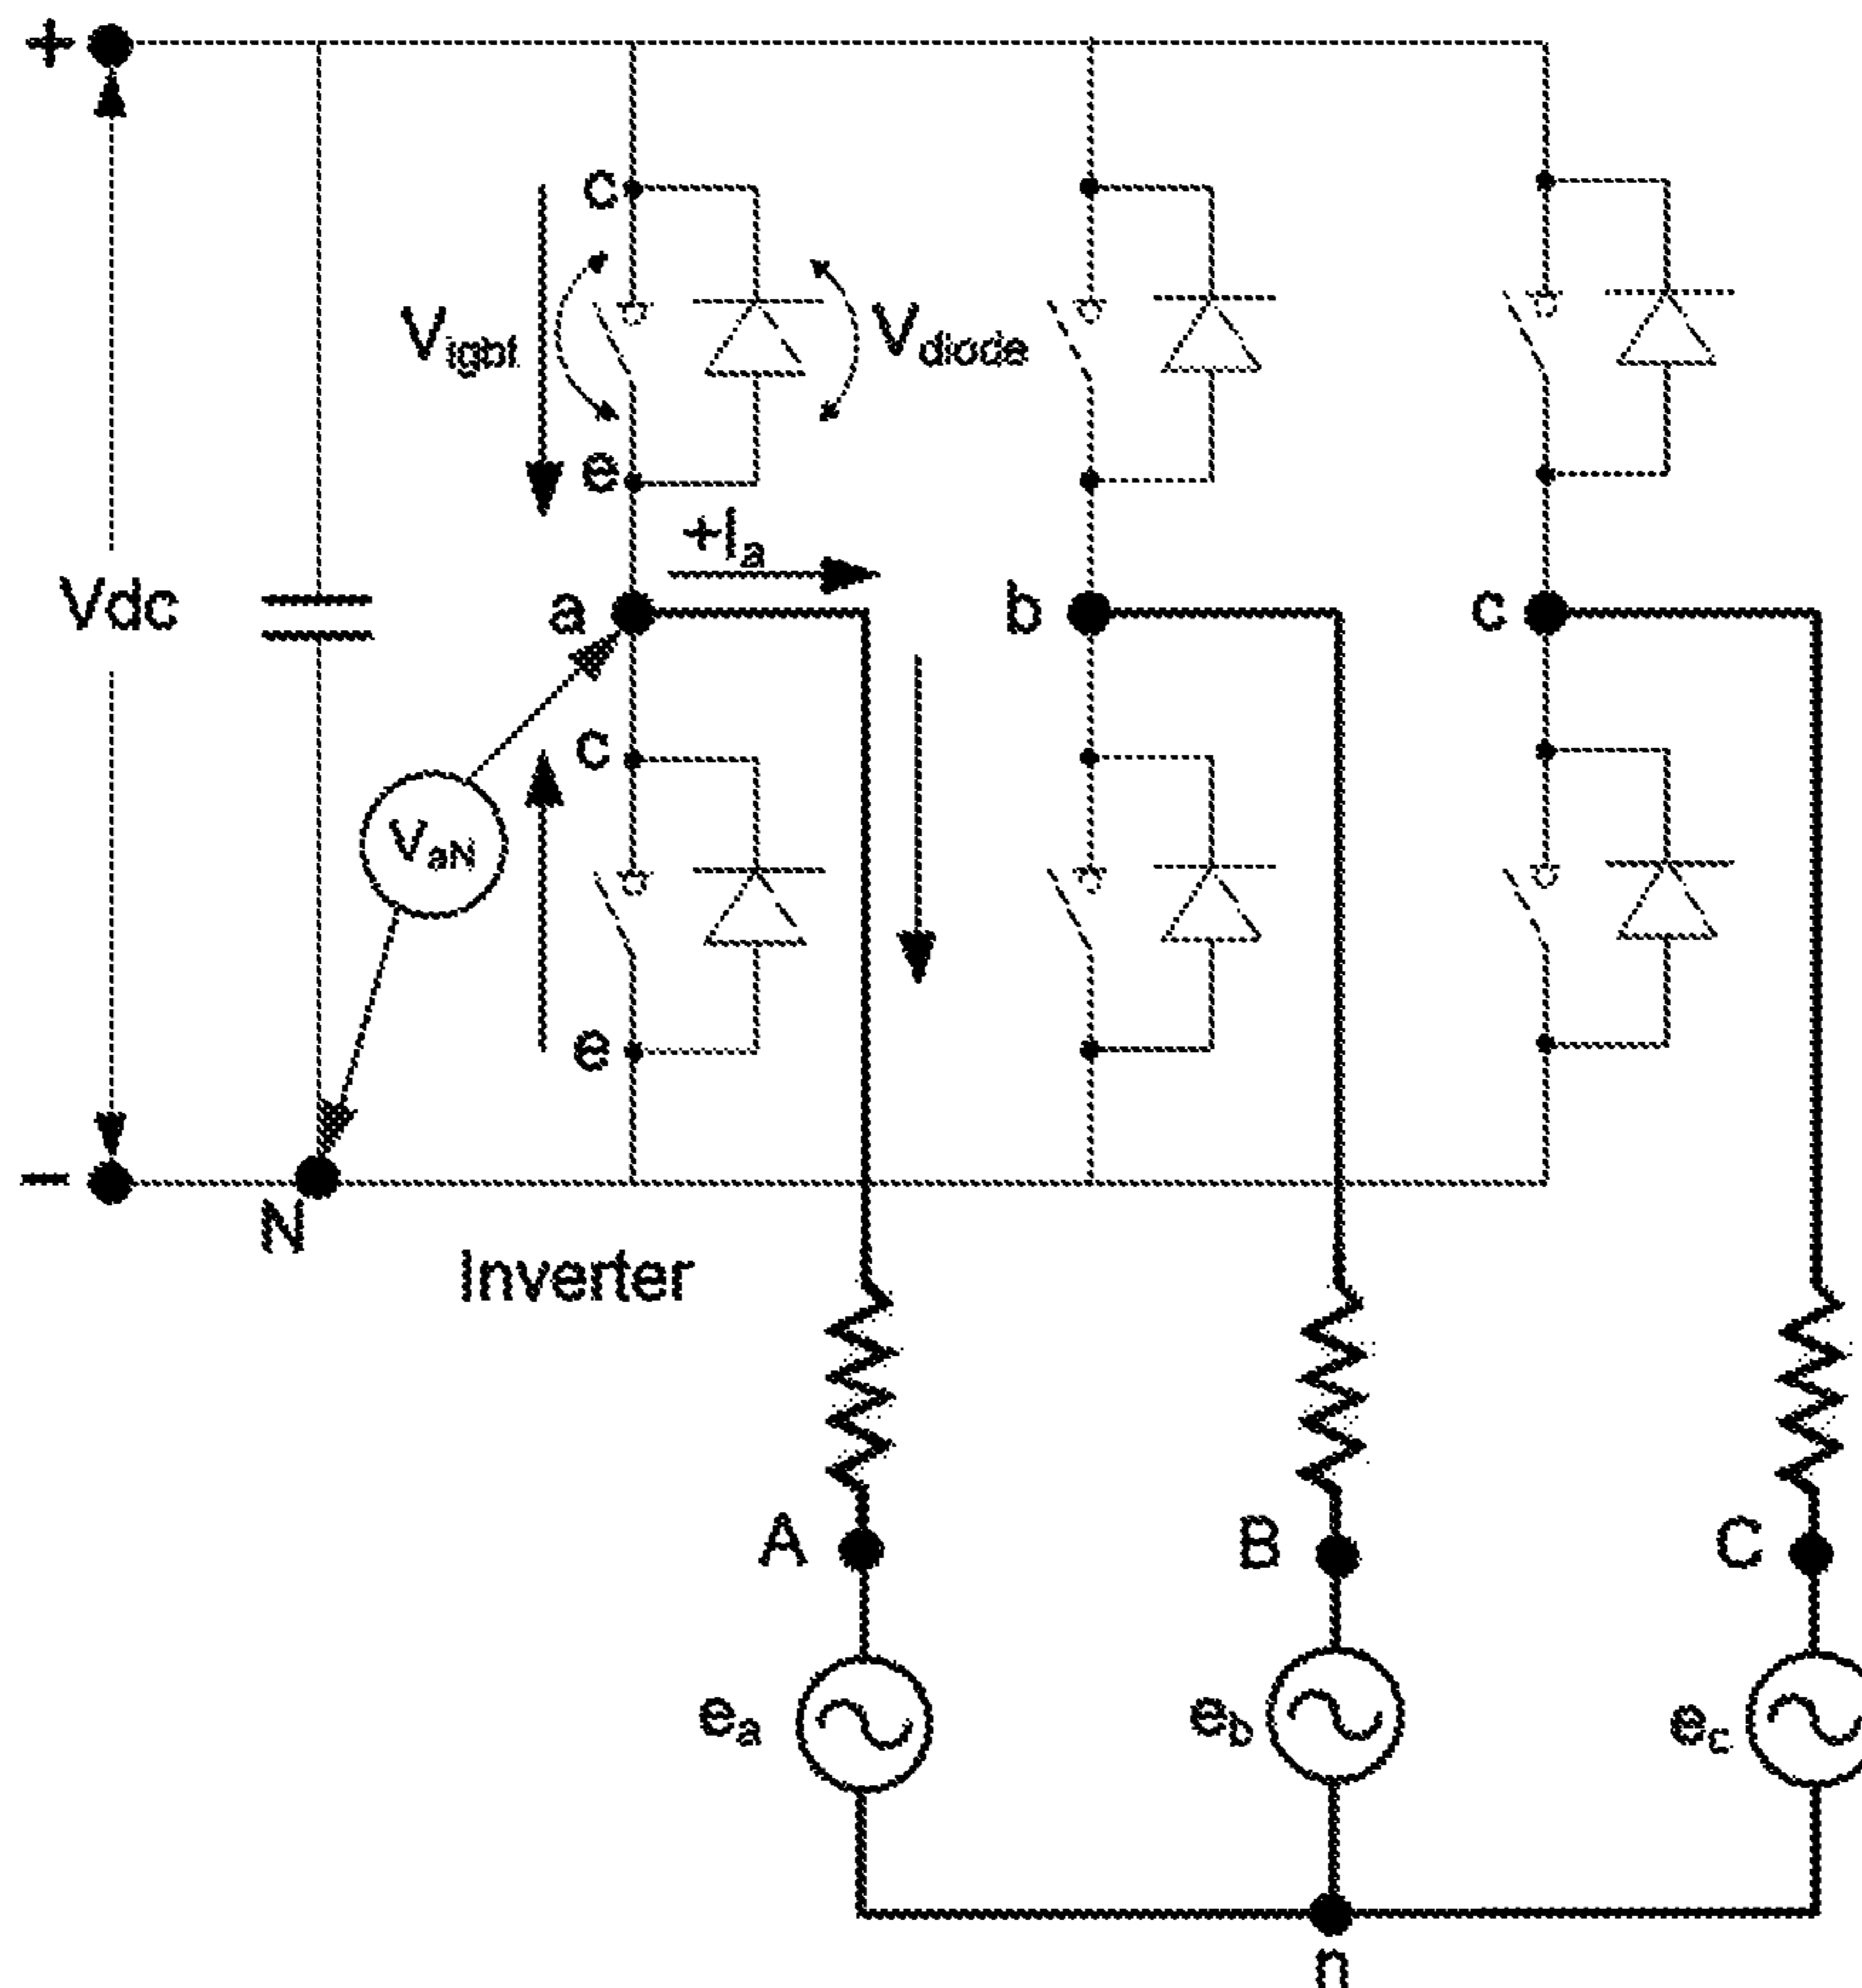 +
c
Vigbt
Vdiode
e
+Ia
Vdc
a
b
c
c
VaN
e
−
N
Inverter
A
B
C
ea
eb
ec
n